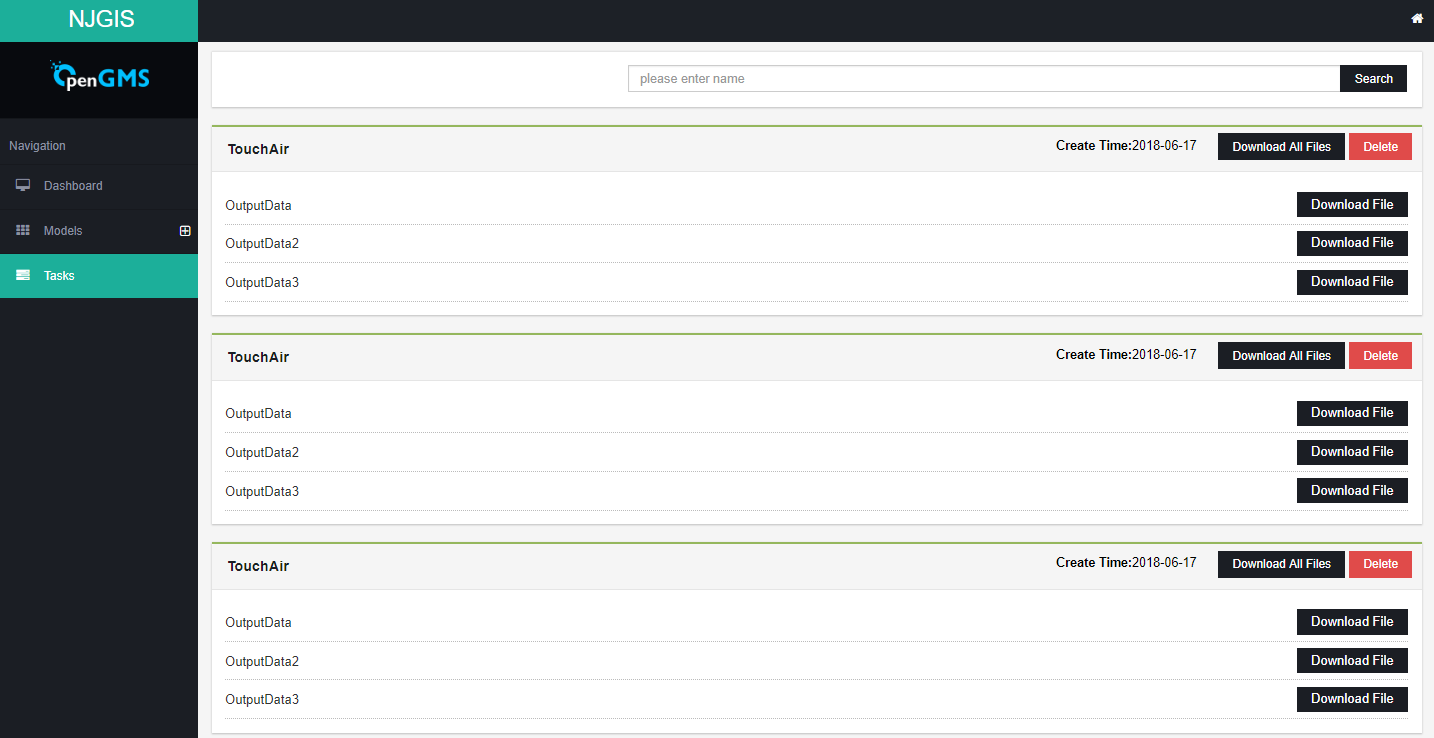 NJGIS
OpenGMS
Navigation
Dashboard
Models
Tasks
please enter name
Search
TouchAir
Create Time:2018-06-17
Download All Files
Delete
OutputData
Download File
OutputData2
Download File
OutputData3
Download File
TouchAir
Create Time:2018-06-17
Download All Files
Delete
OutputData
Download File
OutputData2
Download File
OutputData3
Download File
TouchAir
Create Time:2018-06-17
Download All Files
Delete
OutputData
Download File
OutputData2
Download File
OutputData3
Download File